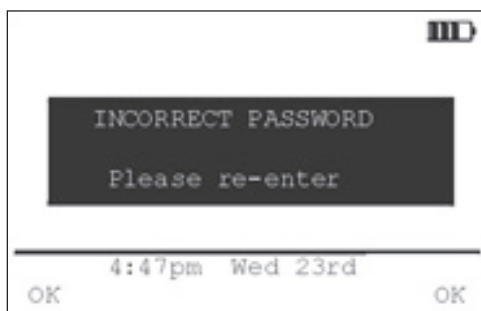 INCORRECT PASSWORD
Please re-enter
4:47pm Wed 23rd
OK OK